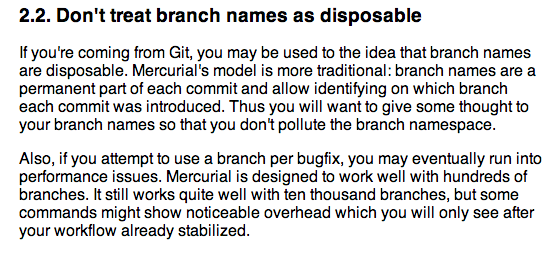 2.2. Don't treat branch names as disposable
If you're coming from Git, you may be used to the idea that branch names
are disposable. Mercurial's model is more traditional: branch names are a
permanent part of each commit and allow identifying on which branch
each commit was introduced. Thus you will want to give some thought to
your branch names so that you don't pollute the branch namespace.
Also, if you attempt to use a branch per bugfix, you may eventually run into
performance issues. Mercurial is designed to work well with hundreds of
branches. It still works quite well with ten thousand branches, but some
commands might show noticeable overhead which you will only see after
your workflow already stabilized.